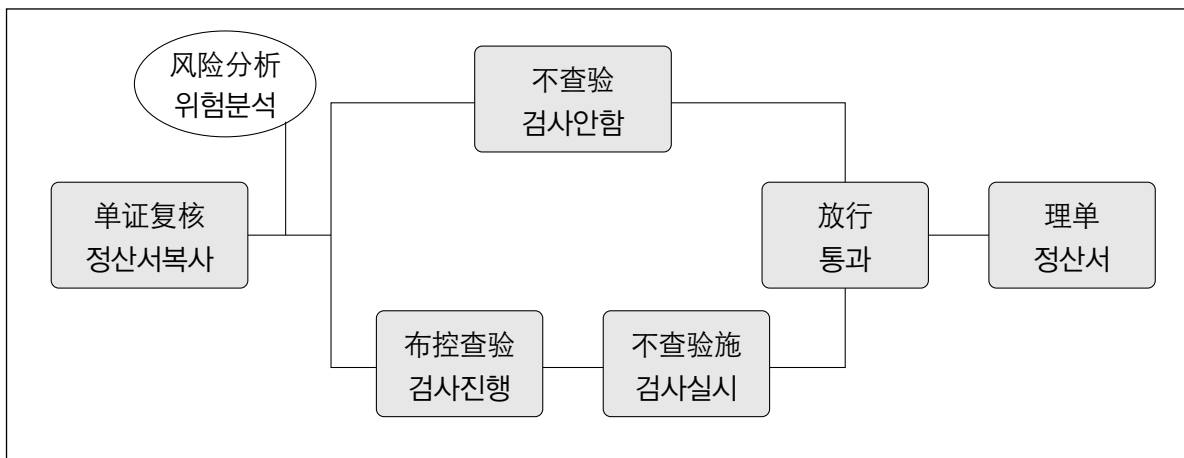 风险分析
위험분석
不查验
검사안함
单证复核
정산서복사
放行
통과
理单
정산서
布控查验
검사진행
不查验施
검사실시